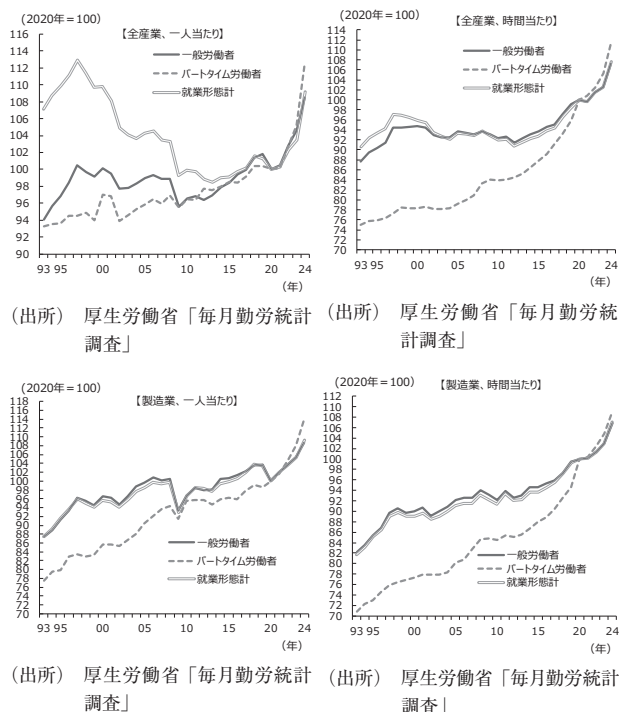 (2020年=100)
【全産業、一人当たり】
116
114
112
110
108
106
104
102
100
98
96
94
92
90
一般労働者
パートタイム労働者
就業形態計
93 95 00 05 10 15 20 24
(年)
(出所) 厚生労働省「毎月勤労統計
調査」
(2020年=100)
【全産業、時間当たり】
114
112
110
108
106
104
102
100
98
96
94
92
90
88
86
84
82
80
78
76
74
72
70
一般労働者
パートタイム労働者
就業形態計
93 95 00 05 10 15 20 24
(年)
(出所) 厚生労働省「毎月勤労統
計調査」
(2020年=100)
【製造業、一人当たり】
118
116
114
112
110
108
106
104
102
100
98
96
94
92
90
88
86
84
82
80
78
76
74
72
70
一般労働者
パートタイム労働者
就業形態計
93 95 00 05 10 15 20 24
(年)
(出所) 厚生労働省「毎月勤労統計
調査」
(2020年=100)
【製造業、時間当たり】
112
110
108
106
104
102
100
98
96
94
92
90
88
86
84
82
80
78
76
74
72
70
一般労働者
パートタイム労働者
就業形態計
93 95 00 05 10 15 20 24
(年)
(出所) 厚生労働省「毎月勤労統計
調査」